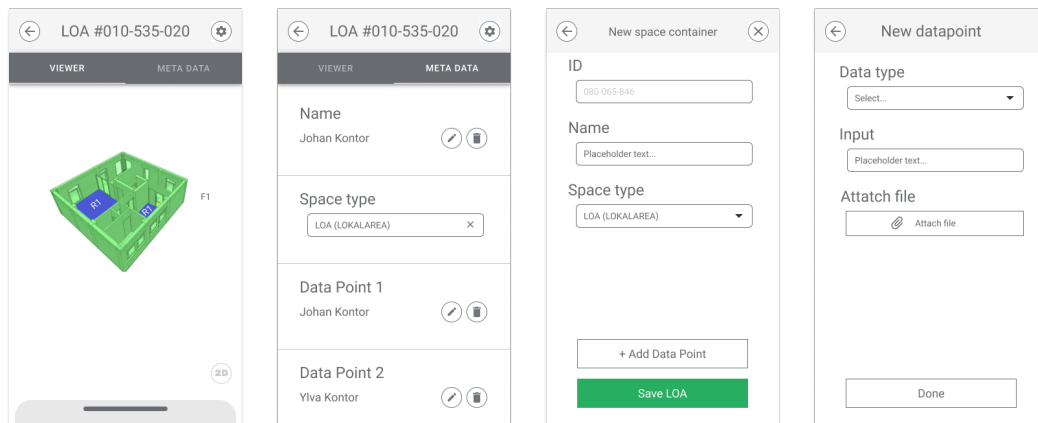 LOA #010-535-020
VIEWER META DATA
R1
R1
F1
2D
LOA #010-535-020
VIEWER META DATA
Name
Johan Kontor
Space type
LOA (LOKALAREA)
Data Point 1
Johan Kontor
Data Point 2
Ylva Kontor
New space container
ID
080-065-846
Name
Placeholder text...
Space type
LOA (LOKALAREA)
+ Add Data Point
Save LOA
New datapoint
Data type
Select...
Input
Placeholder text...
Attatch file
Attach file
Done